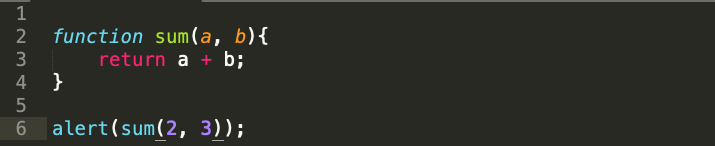 1
2 function sum(a, b){
3     return a + b;
4 }
5
6 alert(sum(2, 3));